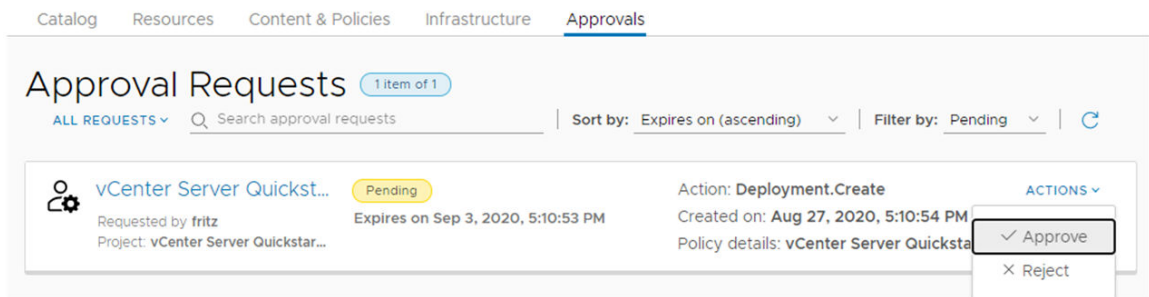 Catalog Resources Content & Policies Infrastructure Approvals
Approval Requests 1 item of 1
ALL REQUESTS Search approval requests Sort by: Expires on (ascending) Filter by: Pending
vCenter Server Quickst... Pending Action: Deployment.Create ACTIONS
Requested by fritz Expires on Sep 3, 2020, 5:10:53 PM Created on: Aug 27, 2020, 5:10:54 PM
Project: vCenter Server Quickstar... Policy details: vCenter Server Quicksta
Approve
Reject